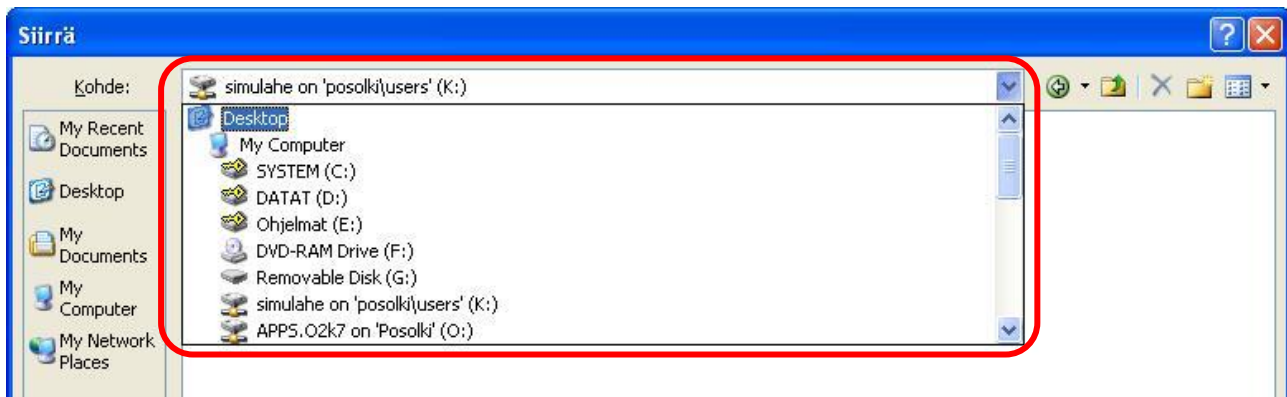 Siirrä
Kohde:
simulahe on 'posolki\users' (K:)
My Recent
Documents
Desktop
My
Documents
My
Computer
My Network
Places
Desktop
My Computer
SYSTEM (C:)
DATAT (D:)
Ohjelmat (E:)
DVD-RAM Drive (F:)
Removable Disk (G:)
simulahe on 'posolki\users' (K:)
APPS.O2k7 on 'Posolki' (O:)